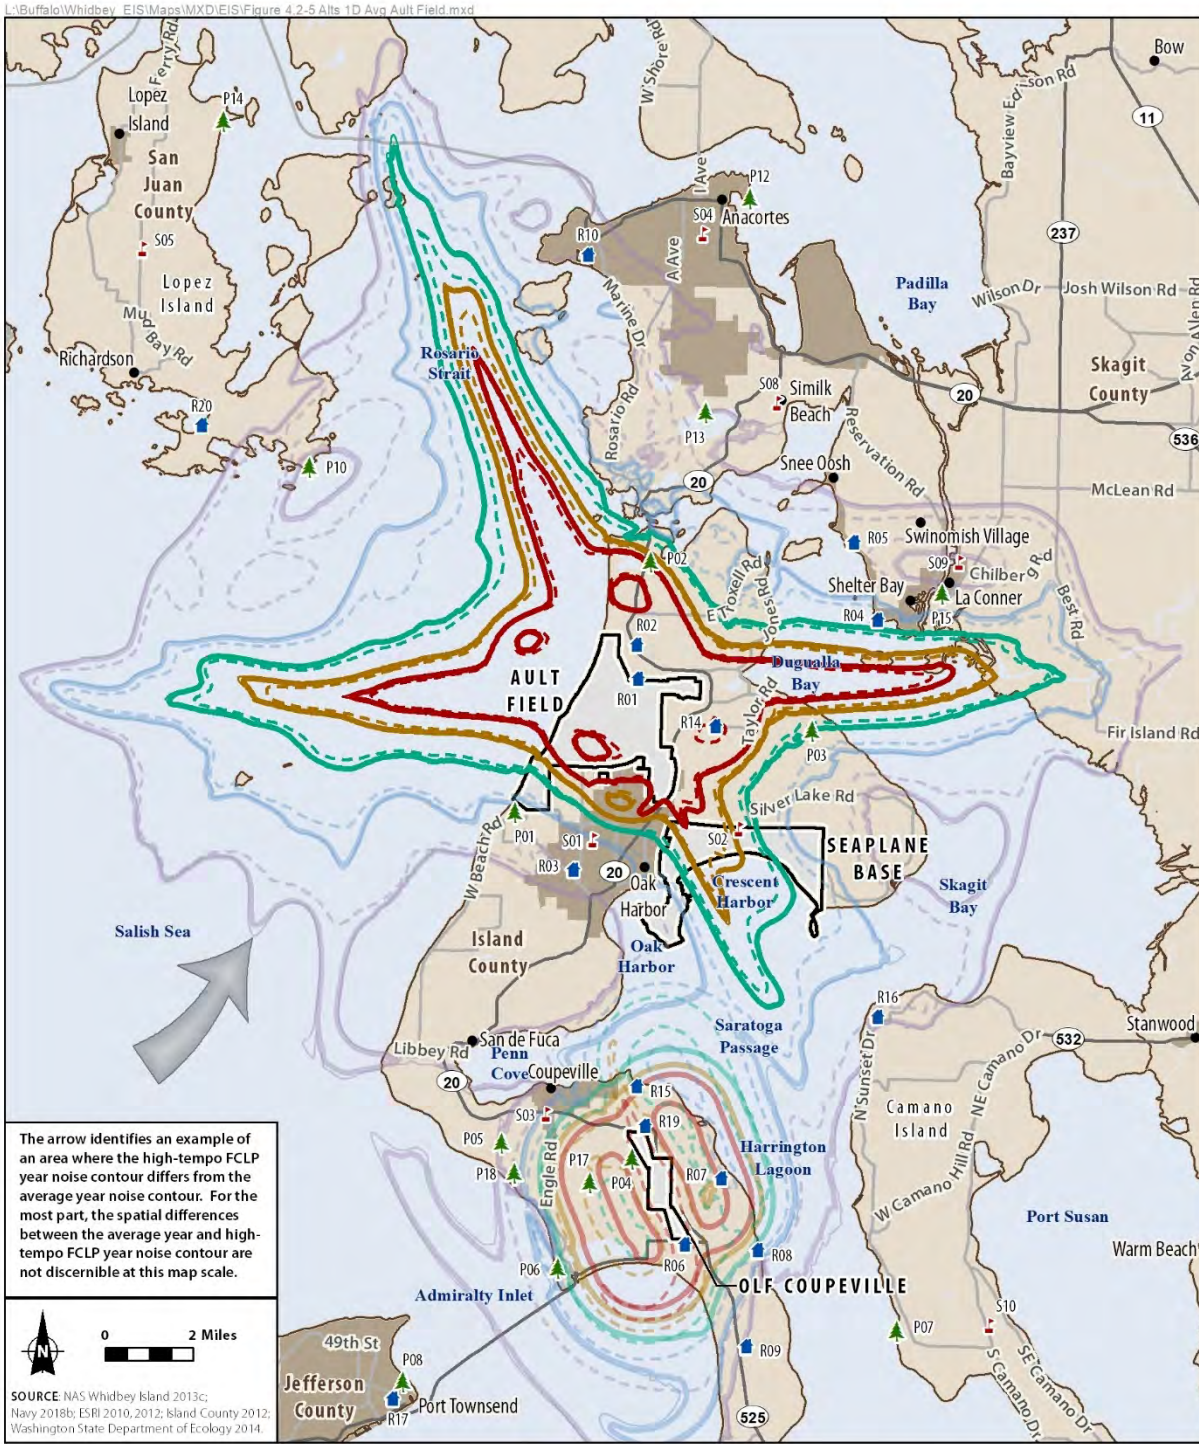 L:\Buffalo\Whidbey_EIS\Maps\MXD\EIS\Figure 4.2-5 Alts 1D Avg Ault Field.mxd
Ferry Rd
W Shore Rd
Bow
Bayview Edison Rd
11
Lopez
Island
P14
San
Juan
County
I Ave
P12
S04
Anacortes
R10
237
S05
A Ave
Padilla
Bay
Lopez
Island
Marine Dr
Wilson Dr
Josh Wilson Rd
Avon Allen Rd
Mud Bay Rd
Richardson
Rosario
Strait
Skagit
County
S08
Similk
Beach
20
R20
Rosario Rd
P13
Reservation Rd
536
P10
Snee Oosh
20
McLean Rd
R05
Swinomish Village
P02
S09
Chilberg Rd
E Troxell Rd
Jones Rd
Shelter Bay
La Conner
Best Rd
R04
P15
R02
Dugualla
Bay
AULT
FIELD
R01
Taylor Rd
R14
P03
Fir Island Rd
Silver Lake Rd
P01
S01
S02
SEAPLANE
BASE
W Beach Rd
R03
20
Oak
Harbor
Crescent
Harbor
Skagit
Bay
Salish Sea
Island
County
Oak
Harbor
R16
Saratoga
Passage
Stanwood
San de Fuca
532
Libbey Rd
Penn
Cove
Coupeville
20
R15
N Sunset Dr
NE Camano Dr
S03
R19
Camano
Island
P05
Engle Rd
Harrington
Lagoon
P18
P17
P04
R07
W Camano Hill Rd
Port Susan
R08
Warm Beach
P06
R06
OLF COUPEVILLE
Admiralty Inlet
The arrow identifies an example of
an area where the high-tempo FCLP
year noise contour differs from the
average year noise contour. For the
most part, the spatial differences
between the average year and high-
tempo FCLP year noise contour are
not discernible at this map scale.
S10
P07
R09
N
0 2 Miles
49th St
P08
SE Camano Dr
S Camano Dr
Jefferson
County
R17
Port Townsend
525
SOURCE: NAS Whidbey Island 2013c;
Navy 2018b; ESRI 2010, 2012; Island County 2012;
Washington State Department of Ecology 2014.